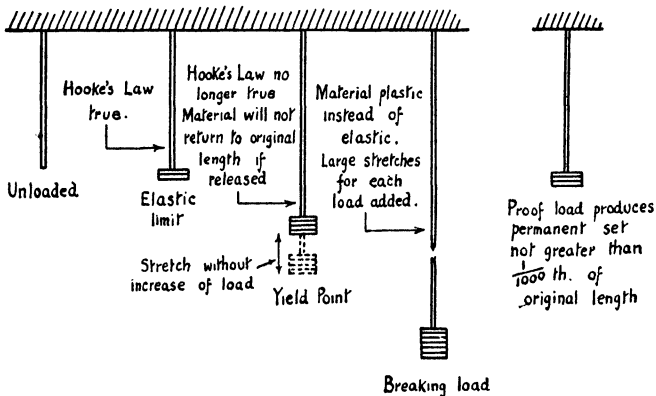 Unloaded
Hooke's Law
true.
Elastic
limit
Hooke's Law no
longer true
Material will not
return to original
length if
released
Stretch without
increase of load
Yield Point
Material plastic
instead of
elastic.
Large stretches
for each
load added.
Breaking load
Proof load produces
permanent set
not greater than
1/1000 th. of
original length